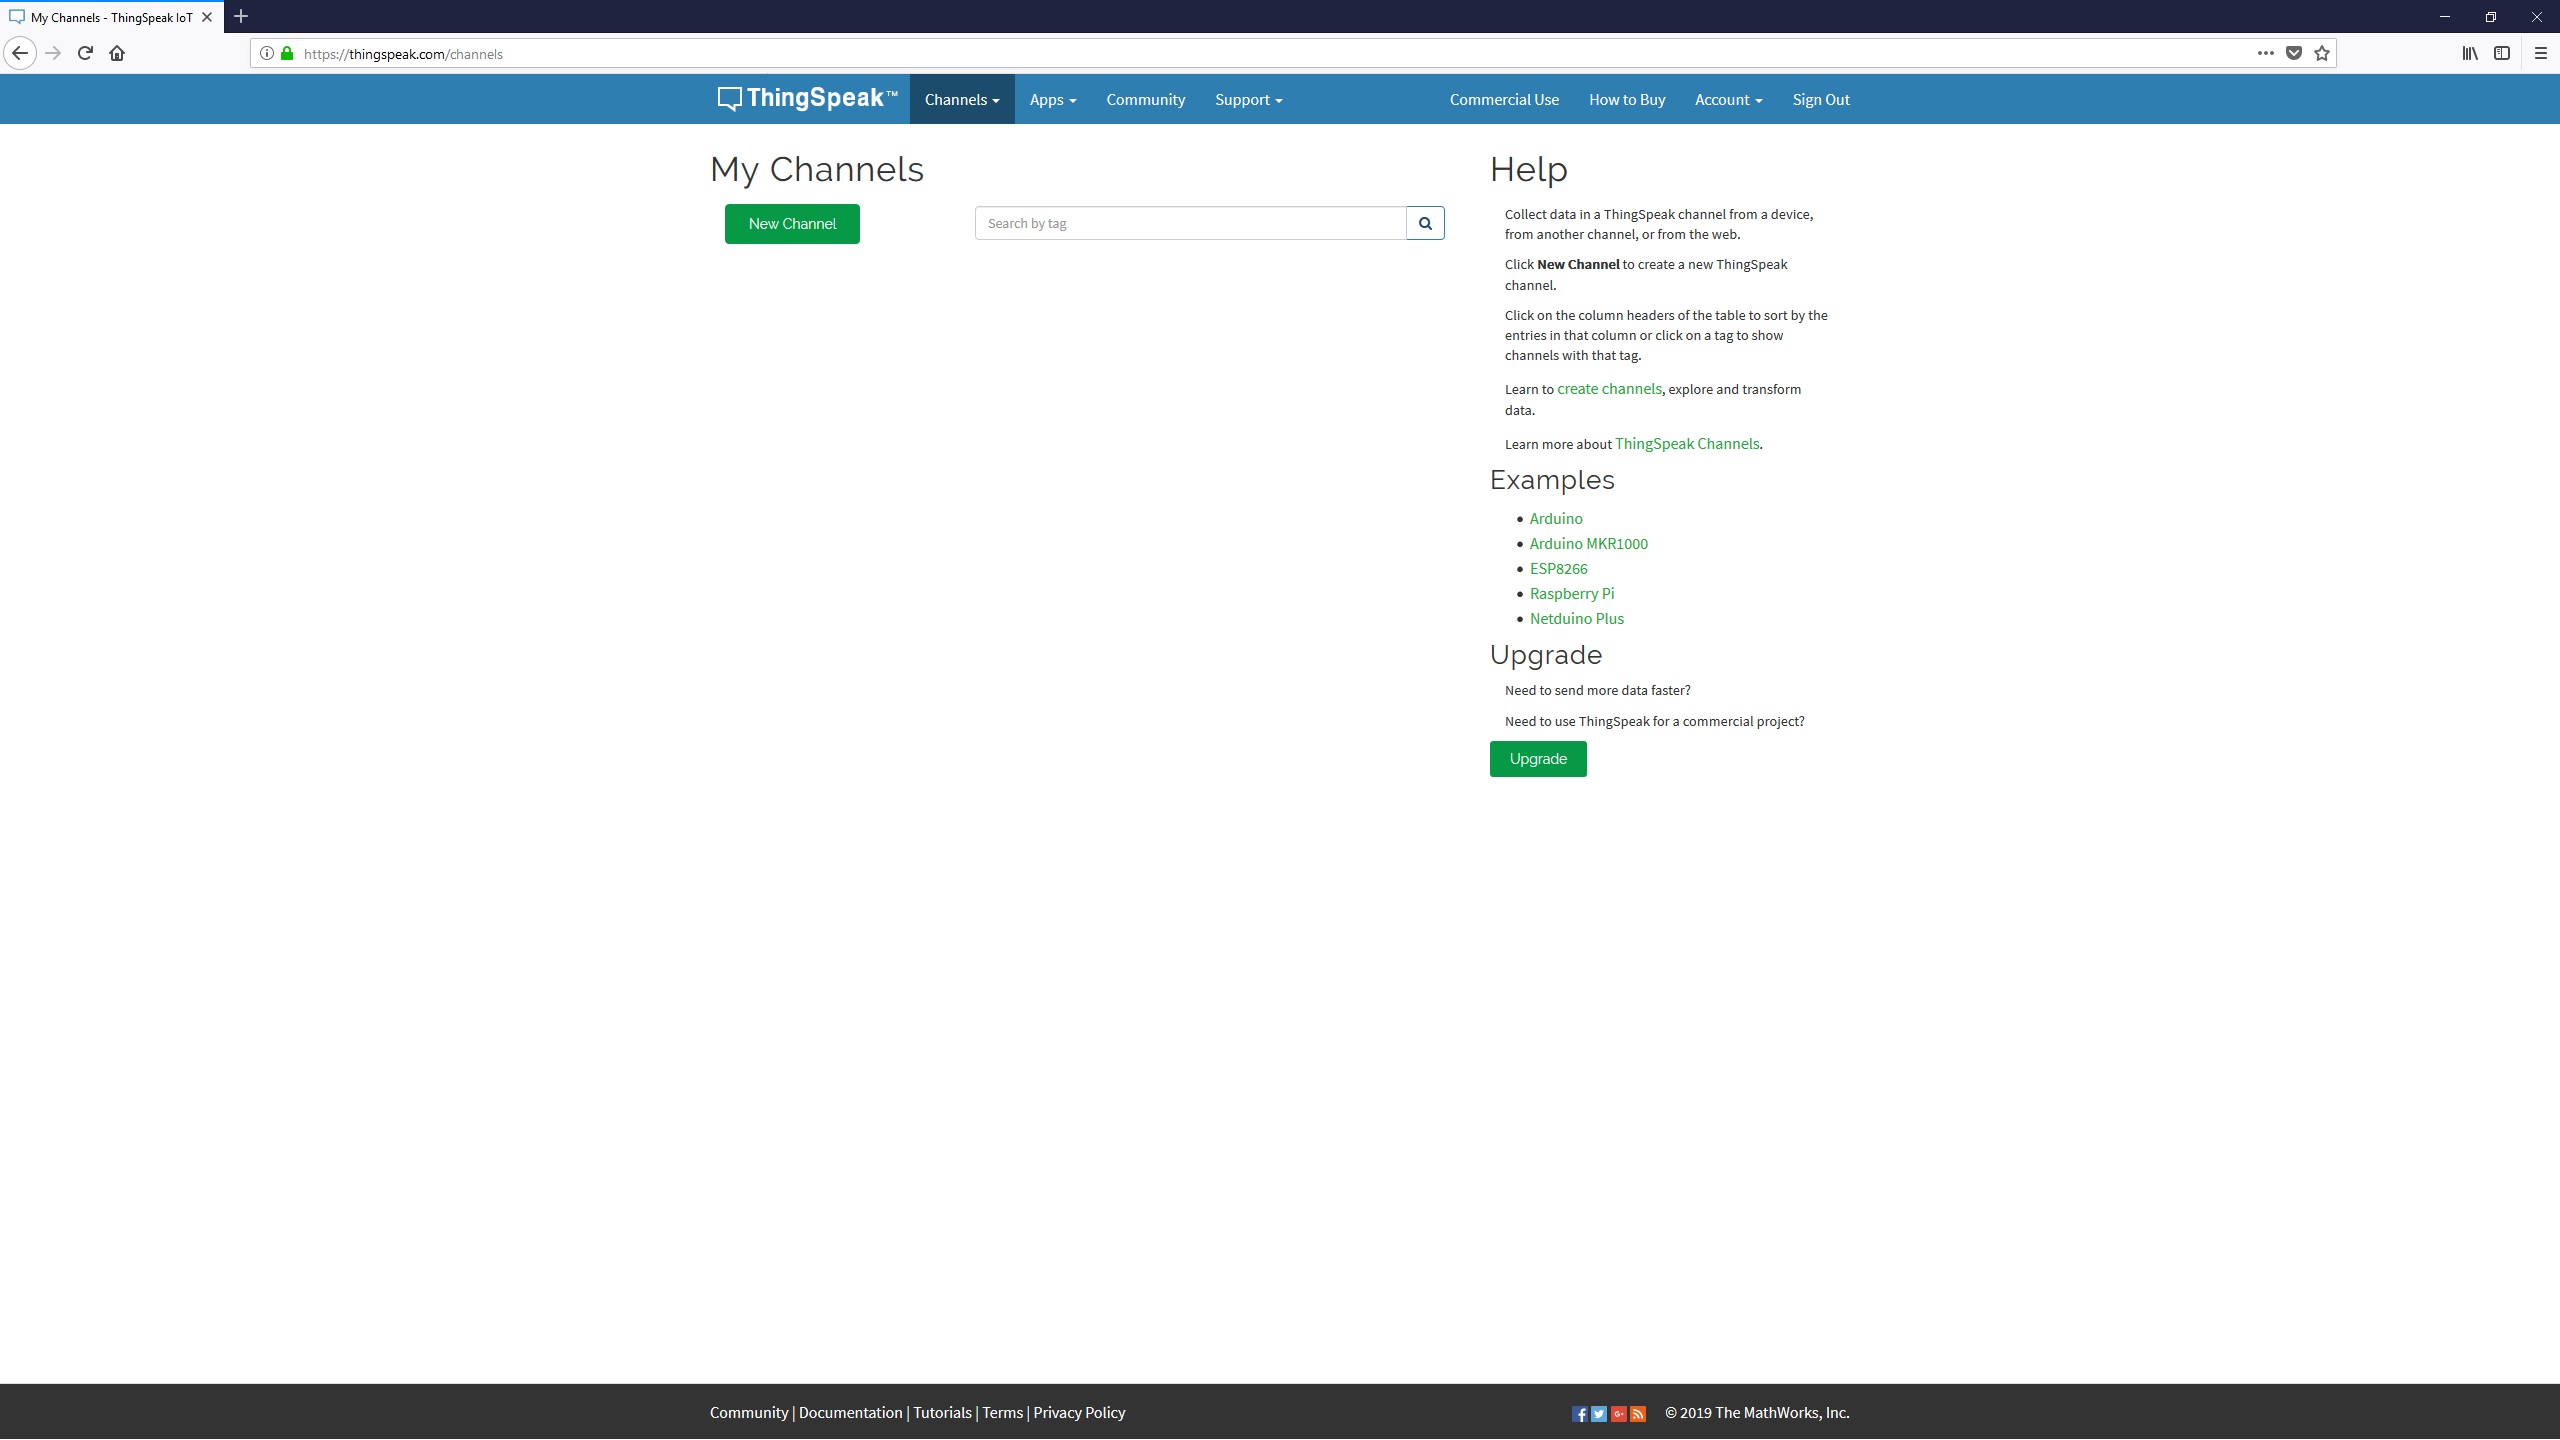 My Channels - ThingSpeak IoT
https://thingspeak.com/channels
ThingSpeak™ Channels Apps Community Support Commercial Use How to Buy Account Sign Out
My Channels
New Channel
Search by tag
Help
Collect data in a ThingSpeak channel from a device,
from another channel, or from the web.
Click New Channel to create a new ThingSpeak
channel.
Click on the column headers of the table to sort by the
entries in that column or click on a tag to show
channels with that tag.
Learn to create channels, explore and transform
data.
Learn more about ThingSpeak Channels.
Examples
Arduino
Arduino MKR1000
ESP8266
Raspberry Pi
Netduino Plus
Upgrade
Need to send more data faster?
Need to use ThingSpeak for a commercial project?
Upgrade
Community | Documentation | Tutorials | Terms | Privacy Policy
© 2019 The MathWorks, Inc.